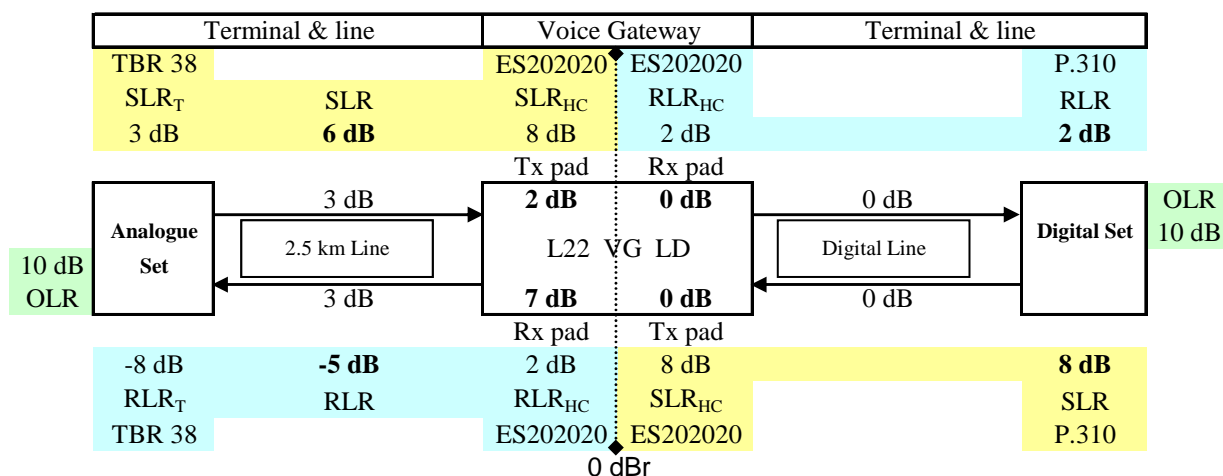 Terminal & line Voice Gateway Terminal & line
TBR 38 ES202020 ES202020 P.310
SLRT SLR SLRHC RLRHC RLR
3 dB 6 dB 8 dB 2 dB 2 dB
Tx pad Rx pad
3 dB 2 dB 0 dB 0 dB OLR
Analogue Set 2.5 km Line L22 VG LD Digital Line Digital Set 10 dB
10 dB
OLR 3 dB 7 dB 0 dB 0 dB
Rx pad Tx pad
-8 dB -5 dB 2 dB 8 dB 8 dB
RLRT RLR RLRHC SLRHC SLR
TBR 38 ES202020 ES202020 P.310
0 dBr